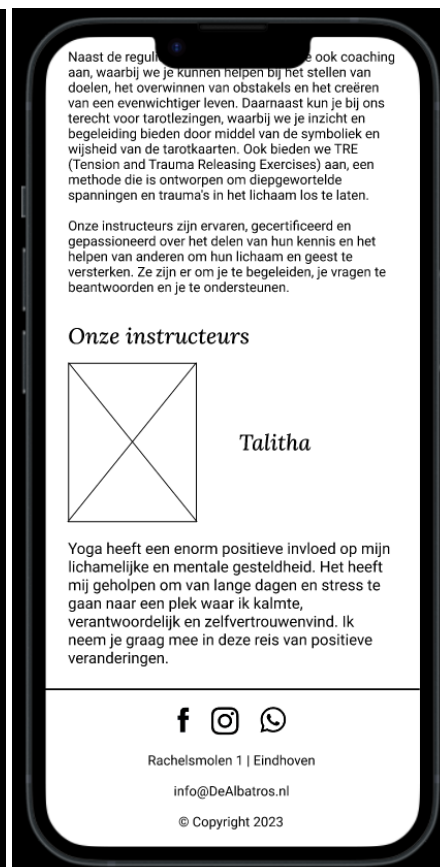 Naast de ook coaching
aan, waarbij we je kunnen helpen bij het stellen van
doelen, het overwinnen van obstakels en het creëren
van een evenwichtiger leven. Daarnaast kun je bij ons
terecht voor tarotlezingen, waarbij we je inzicht en
begeleiding bieden door middel van de symboliek en
wijsheid van de tarotkaarten. Ook bieden we TRE
(Tension and Trauma Releasing Exercises) aan, een
methode die is ontworpen om diepgewortelde
spanningen en trauma's in het lichaam los te laten.
Onze instructeurs zijn ervaren, gecertificeerd en
gepassioneerd over het delen van hun kennis en het
helpen van anderen om hun lichaam en geest te
versterken. Ze zijn er om je te begeleiden, je vragen te
beantwoorden en je te ondersteunen.
Onze instructeurs
Talitha
Yoga heeft een enorm positieve invloed op mijn
lichamelijke en mentale gesteldheid. Het heeft
mij geholpen om van lange dagen en stress te
gaan naar een plek waar ik kalmte,
verantwoordelijk en zelfvertrouwenvind. Ik
neem je graag mee in deze reis van positieve
veranderingen.
Rachelsmolen 1 | Eindhoven
info@DeAlbatros.nl
© Copyright 2023